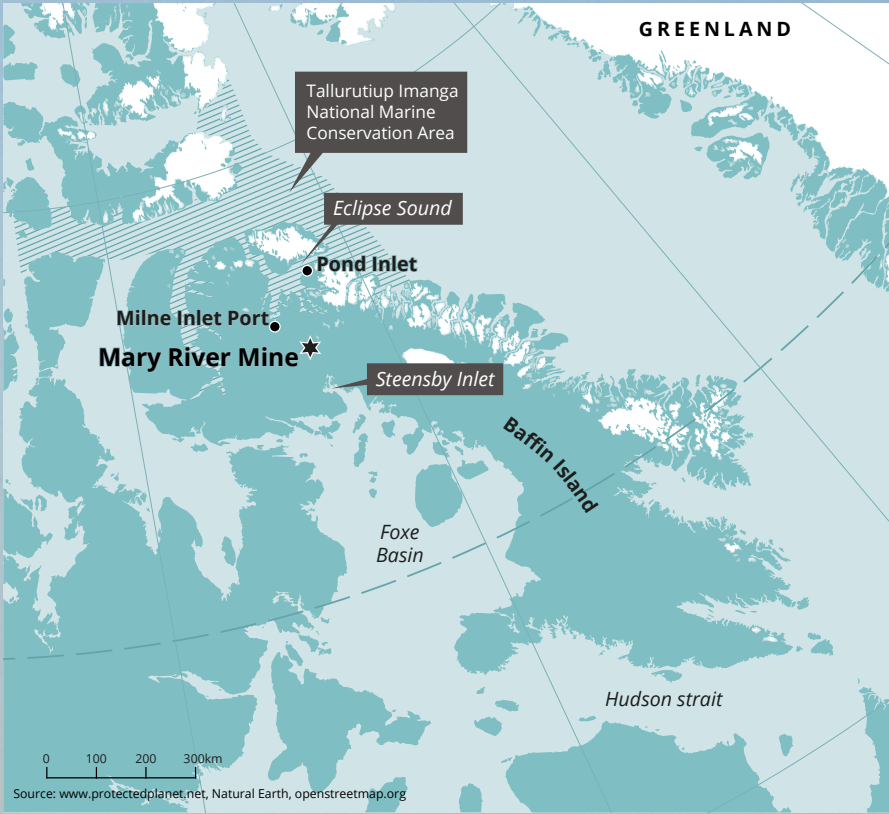 GREENLAND
Tallurutiup Imanga
National Marine
Conservation Area
Eclipse Sound
Pond Inlet
Milne Inlet Port
Mary River Mine
Steensby Inlet
Baffin Island
Foxe
Basin
Hudson strait
0 100 200 300km
Source: www.protectedplanet.net, Natural Earth, openstreetmap.org